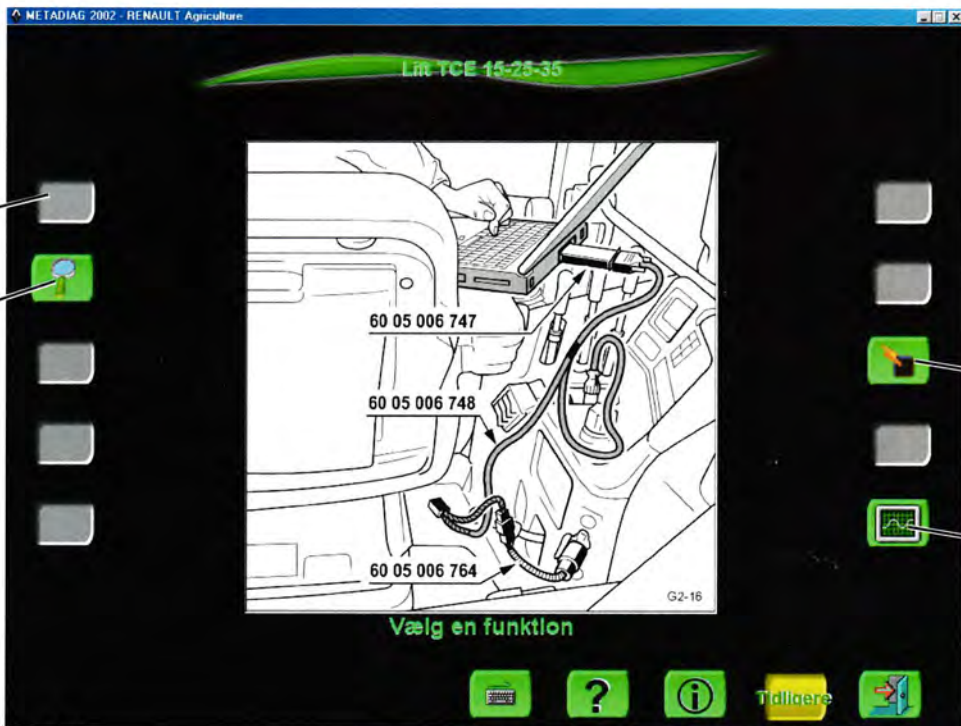 METADIAG 2002 - RENAULT Agriculture
Lift TCE 15-25-35
60 05 006 747
60 05 006 748
60 05 006 764
G2-16
Vælg en funktion
?
i
Tidligere